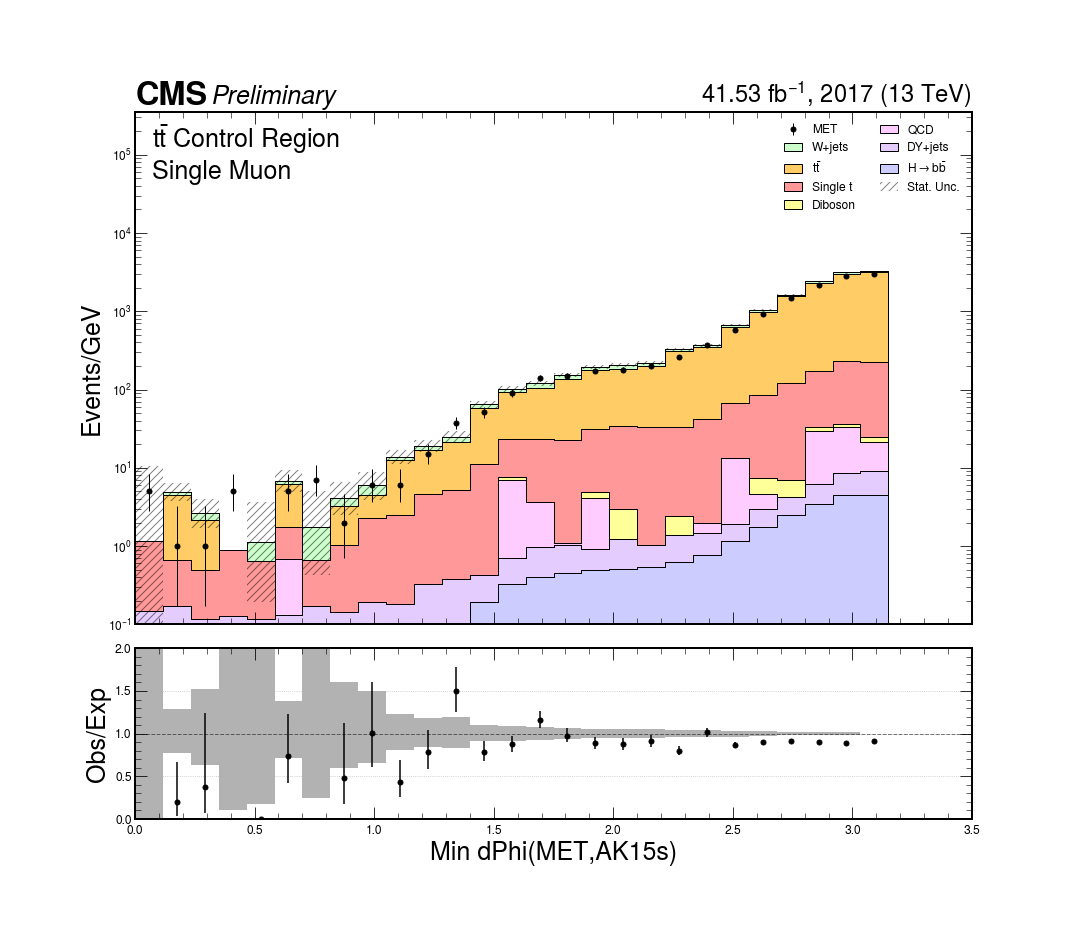 CMS Preliminary
41.53 fb⁻¹, 2017 (13 TeV)
tt̄ Control Region
Single Muon
MET
W+jets
tt̄
Single t
Diboson
QCD
DY+jets
H→bb̄
Stat. Unc.
Events/GeV
10⁵
10⁴
10³
10²
10¹
10⁰
10⁻¹
Obs/Exp
2.0
1.5
1.0
0.5
0.0
0.0 0.5 1.0 1.5 2.0 2.5 3.0 3.5
Min dPhi(MET,AK15s)